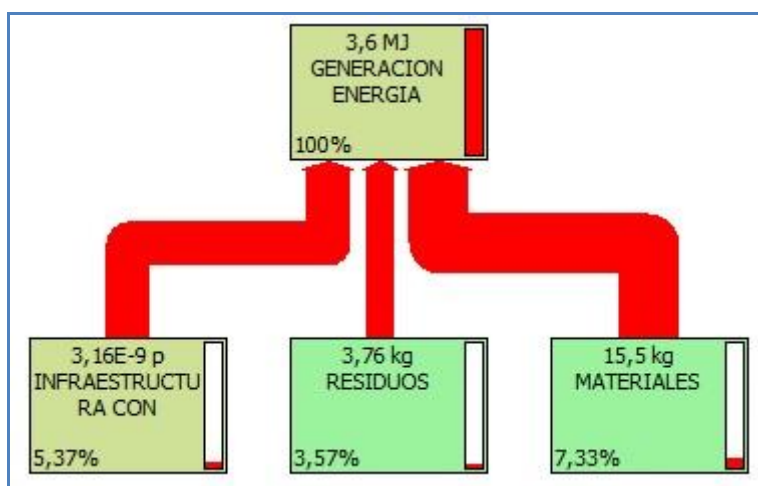 3,6 MJ
GENERACION
ENERGIA
100%
3,16E-9 p
INFRAESTRUCTU
RA CON
5,37%
3,76 kg
RESIDUOS
3,57%
15,5 kg
MATERIALES
7,33%